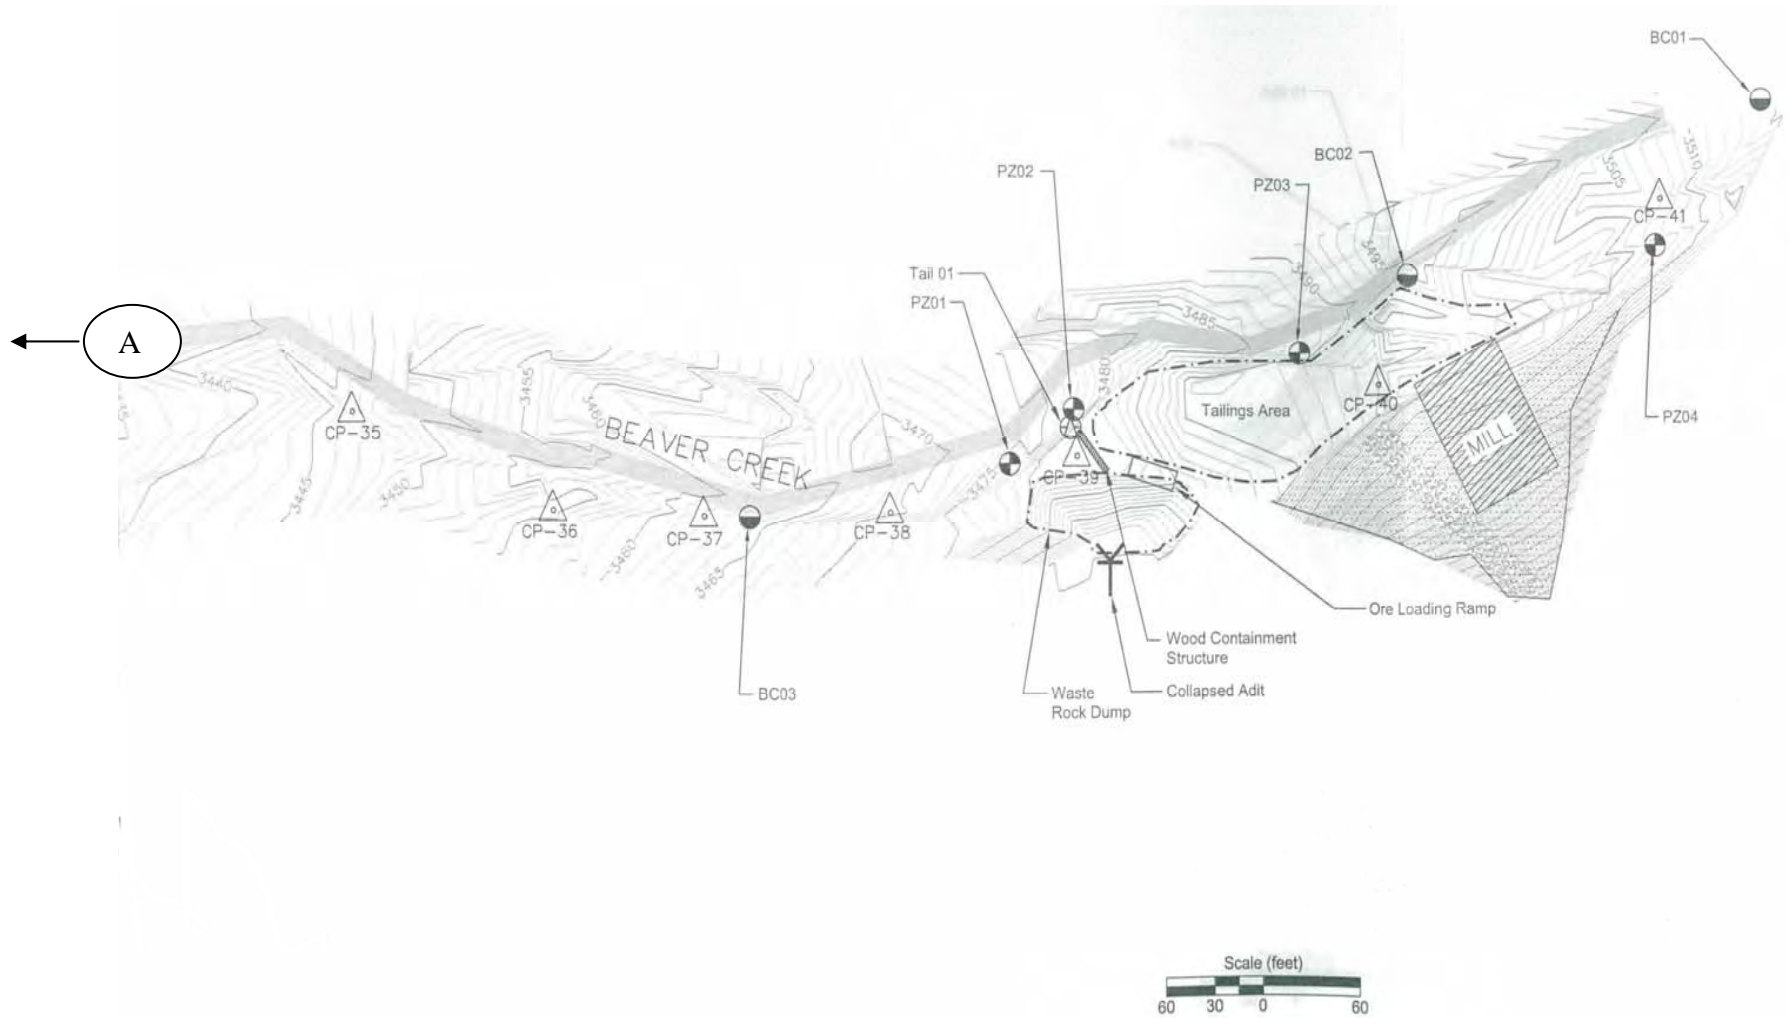 BC01
BC02
PZ02
PZ03
3510
3505
CP-41
3495
3490
Tail 01
PZ01
3485
A
3480
3440
3455
CP-40
Tailings Area
PZ04
CP-35
3460
BEAVER CREEK
3470
MILL
CP-39
3475
3445
3450
CP-36
CP-37
CP-38
3460
3465
Ore Loading Ramp
Wood Containment
Structure
BC03
Waste
Rock Dump
Collapsed Adit
Scale (feet)
60 30 0 60